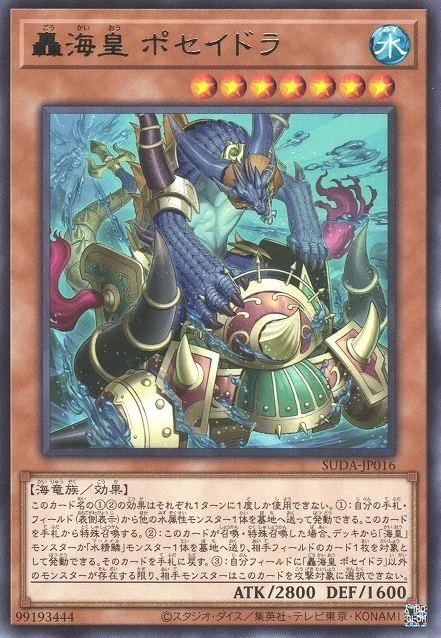 轟海皇 ポセイドラ
水
SUDA-JP016
【海竜族／効果】
このカード名の①②の効果はそれぞれ1ターンに1度しか使用できない。①：自分の手札・
フィールド（表側表示）から他の水属性モンスター1体を墓地へ送って発動できる。このカード
を手札から特殊召喚する。②：このカードが召喚・特殊召喚した場合、デッキから「海皇」
モンスターか「水精鱗」モンスター1体を墓地へ送り、相手フィールドのカード1枚を対象と
して発動できる。そのカードを手札に戻す。③：自分フィールドに「轟海皇 ポセイドラ」以外
のモンスターが存在する限り、相手モンスターはこのカードを攻撃対象に選択できない。
ATK/2800 DEF/1600
99193444 ©スタジオ・ダイス／集英社・テレビ東京・KONAMI